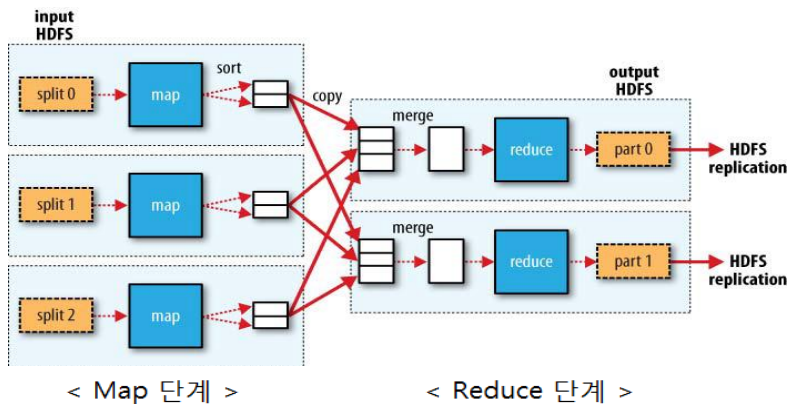 input
HDFS
split 0
map
sort
copy
split 1
map
split 2
map
output
HDFS
merge
reduce
part 0
HDFS
replication
merge
reduce
part 1
HDFS
replication
< Map 단계 >
< Reduce 단계 >